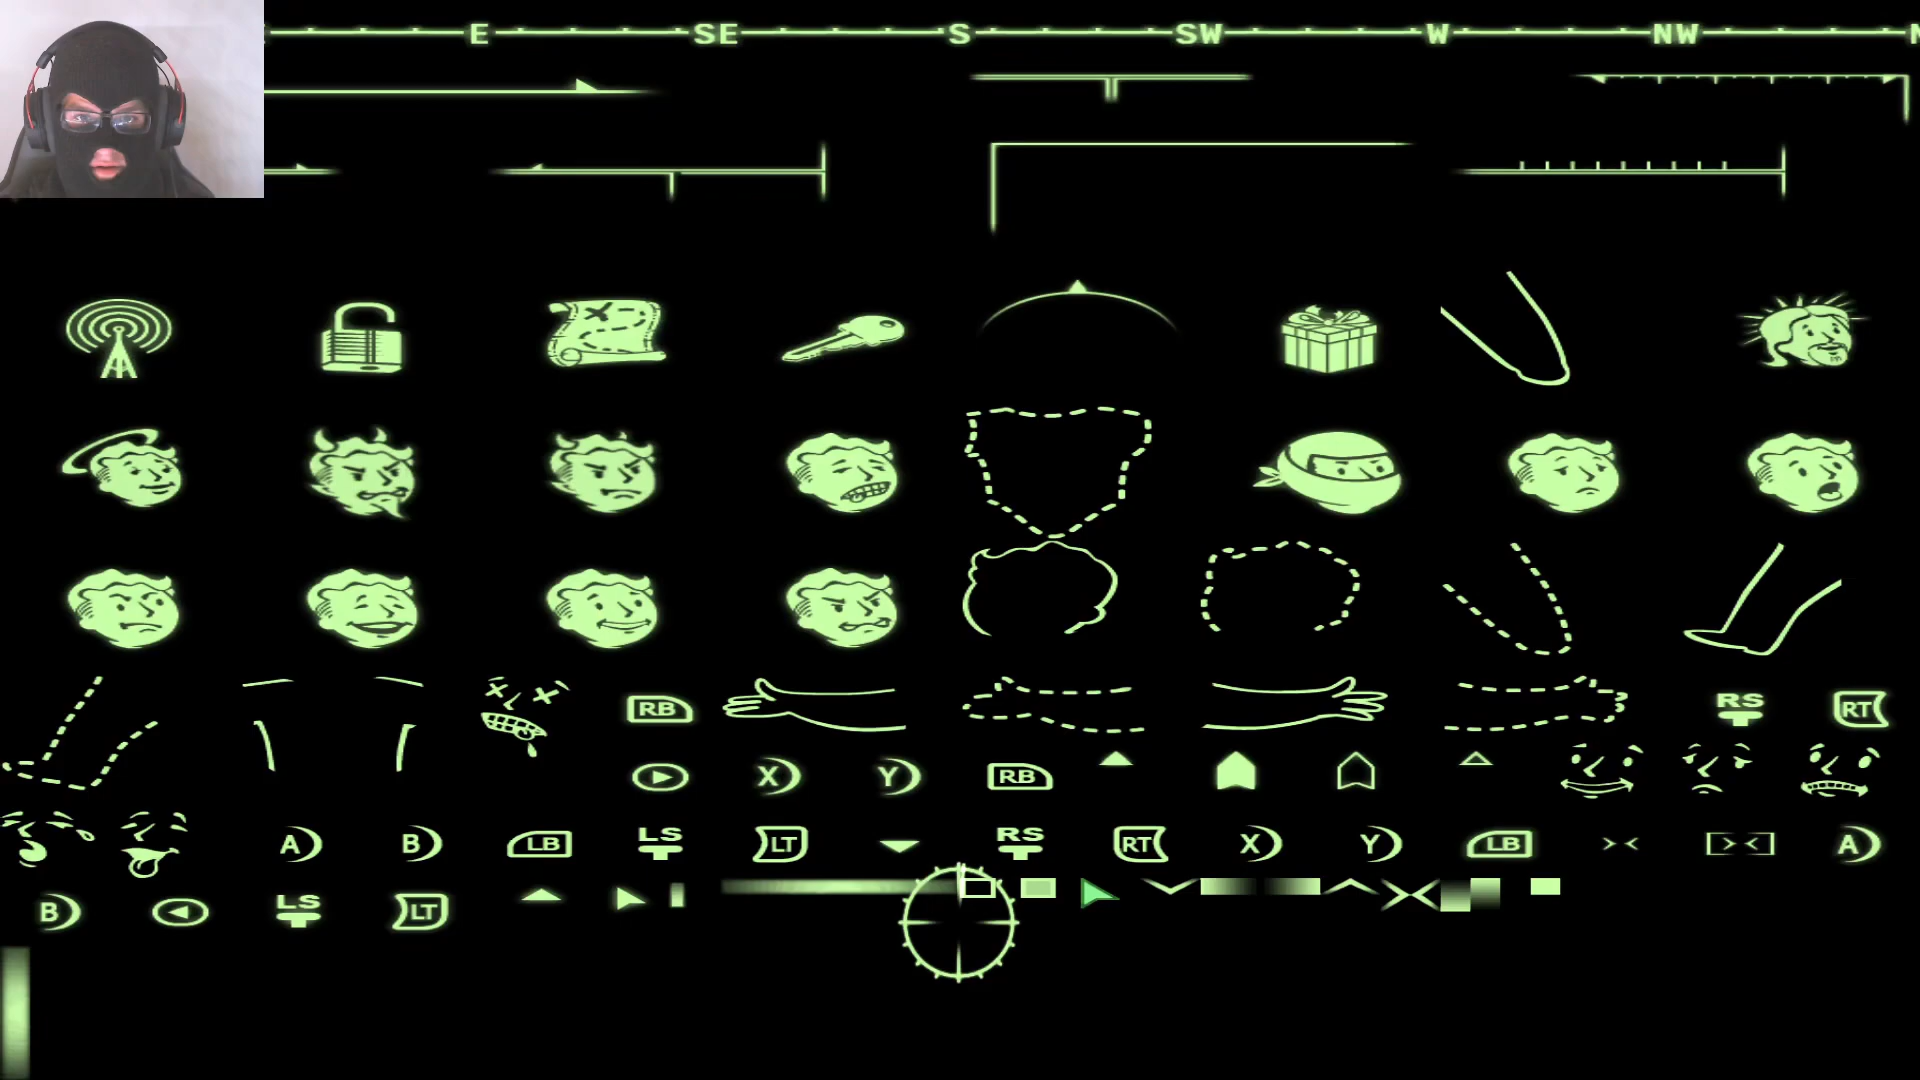 E SE S SW W NW N
RB RS RT
X Y RB
A B LB LS LT RS RT X Y LB A
B LS LT